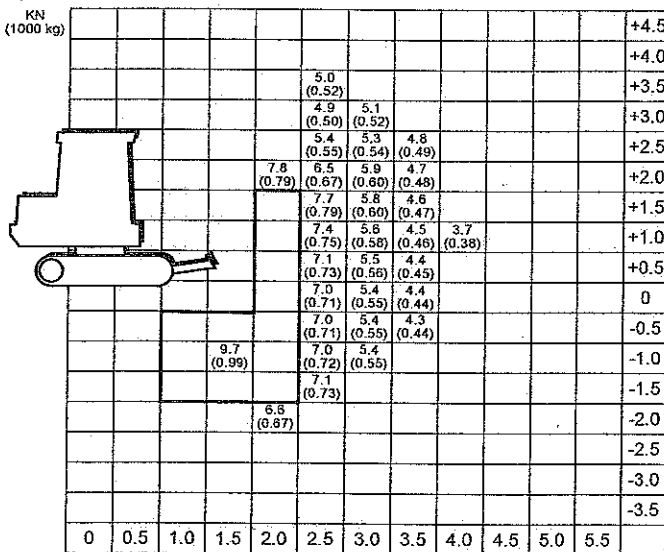 KN
(1000 kg)
+4.5
+4.0
5.0
(0.52) +3.5
4.9 5.1
(0.50) (0.52) +3.0
5.4 5.3 4.8
(0.55) (0.54) (0.49) +2.5
7.8 6.5 5.9 4.7
(0.79) (0.67) (0.60) (0.48) +2.0
7.7 5.8 4.6
(0.79) (0.60) (0.47) +1.5
7.4 5.6 4.5 3.7
(0.75) (0.58) (0.46) (0.38) +1.0
7.1 5.5 4.4
(0.73) (0.56) (0.45) +0.5
7.0 5.4 4.4
(0.71) (0.55) (0.44) 0
7.0 5.4 4.3
(0.71) (0.55) (0.44) -0.5
9.7 7.0 5.4
(0.99) (0.72) (0.55) -1.0
7.1
(0.73) -1.5
6.6
(0.67) -2.0
-2.5
-3.0
-3.5
0 0.5 1.0 1.5 2.0 2.5 3.0 3.5 4.0 4.5 5.0 5.5